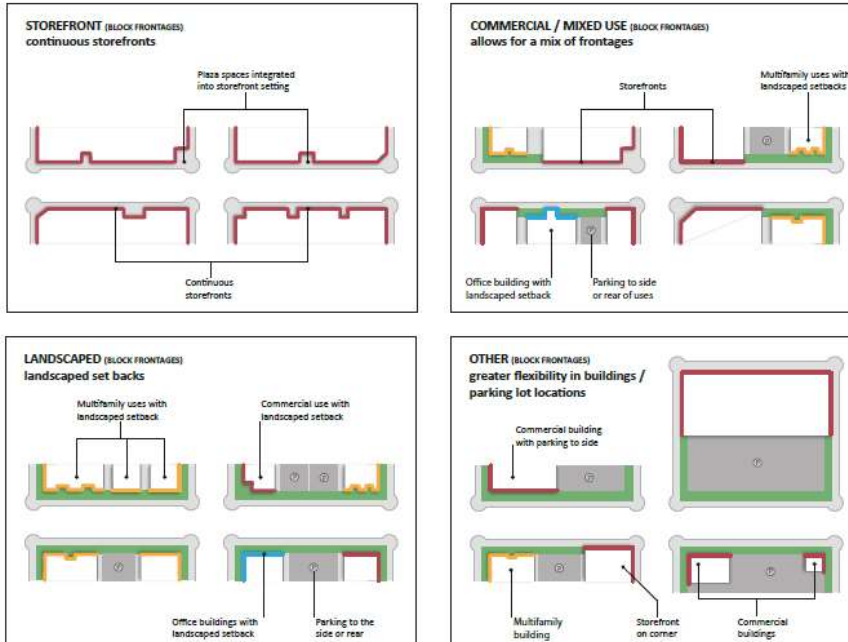 STOREFRONT (BLOCK FRONTAGES)
continuous storefronts
Plaza spaces integrated
into storefront setting
Continuous
storefronts
COMMERCIAL / MIXED USE (BLOCK FRONTAGES)
allows for a mix of frontages
Storefronts
Multifamily uses with
landscaped setbacks
P
P
Office building with
landscaped setback
Parking to side
or rear of uses
LANDSCAPED (BLOCK FRONTAGES)
landscaped set backs
Multifamily uses with
landscaped setback
Commercial use with
landscaped setback
P
P
P
P
Office buildings with
landscaped setback
Parking to the
side or rear
OTHER (BLOCK FRONTAGES)
greater flexibility in buildings /
parking lot locations
Commercial building
with parking to side
P
P
P
P
Multifamily
building
Storefront
on corner
Commercial
buildings